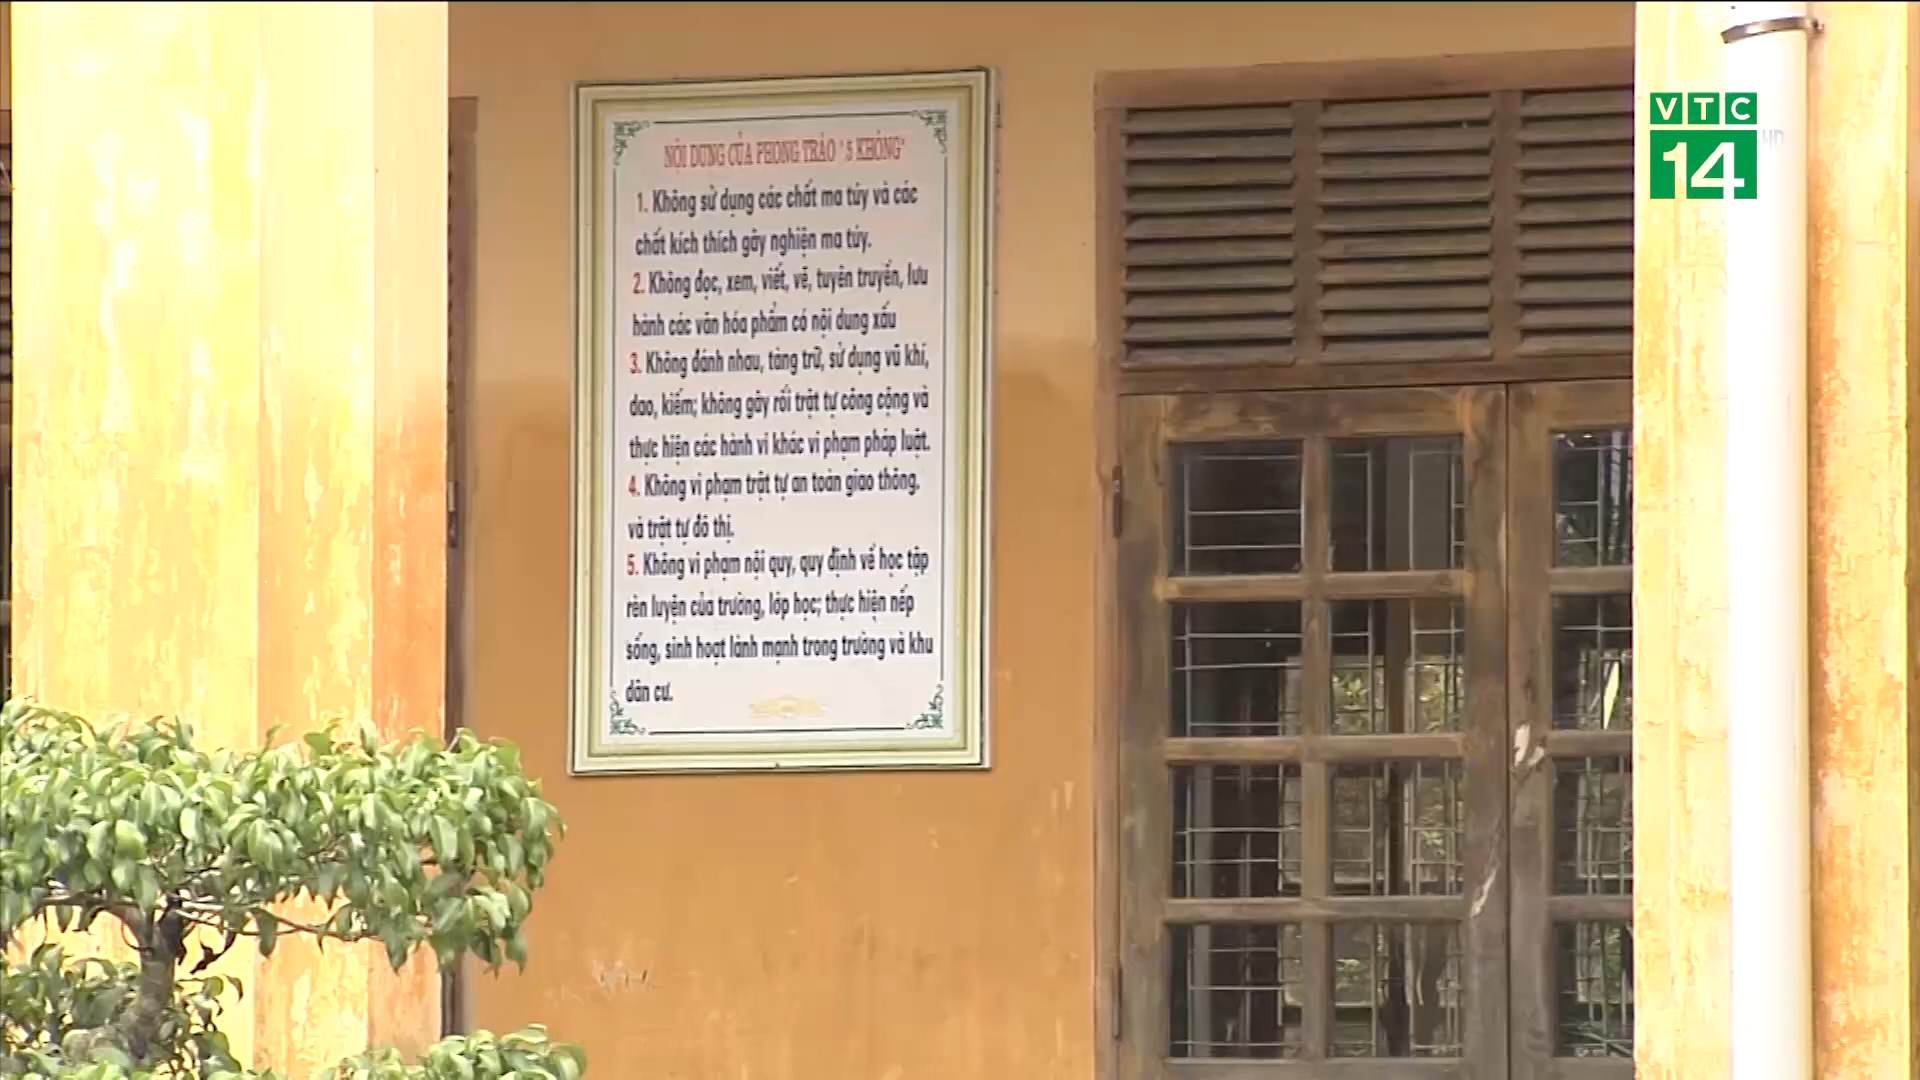 VTC
14
NỘI DUNG CỦA PHONG TRÀO "5 KHÔNG"
1. Không sử dụng các chất ma túy và các
chất kích thích gây nghiện ma túy.
2. Không đọc, xem, viết, vẽ, tuyên truyền, lưu
hành các văn hóa phẩm có nội dung xấu
3. Không đánh nhau, tàng trữ, sử dụng vũ khí,
dao, kiếm; không gây rối trật tự công cộng và
thực hiện các hành vi khác vi phạm pháp luật.
4. Không vi phạm trật tự an toàn giao thông,
và trật tự đô thị.
5. Không vi phạm nội quy, quy định về học tập
rèn luyện của trường, lớp học; thực hiện nếp
sống, sinh hoạt lành mạnh trong trường và khu
dân cư.